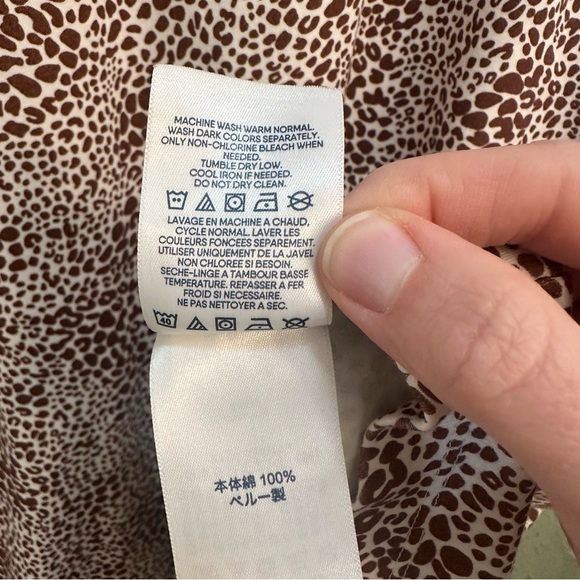 MACHINE WASH WARM NORMAL.
WASH DARK COLORS SEPARATELY.
ONLY NON-CHLORINE BLEACH WHEN
NEEDED.
TUMBLE DRY LOW.
COOL IRON IF NEEDED.
DO NOT DRY CLEAN.
LAVAGE EN MACHINE A CHAUD,
CYCLE NORMAL. LAVER LES
COULEURS FONCEES SEPAREMENT.
UTILISER UNIQUEMENT DE LA JAVEL
NON CHLOREE SI BESOIN.
SECHE-LINGE A TAMBOUR BASSE
TEMPERATURE. REPASSER A FER
FROID SI NECESSAIRE.
NE PAS NETTOYER A SEC.
40
本体綿 100%
ペルー製